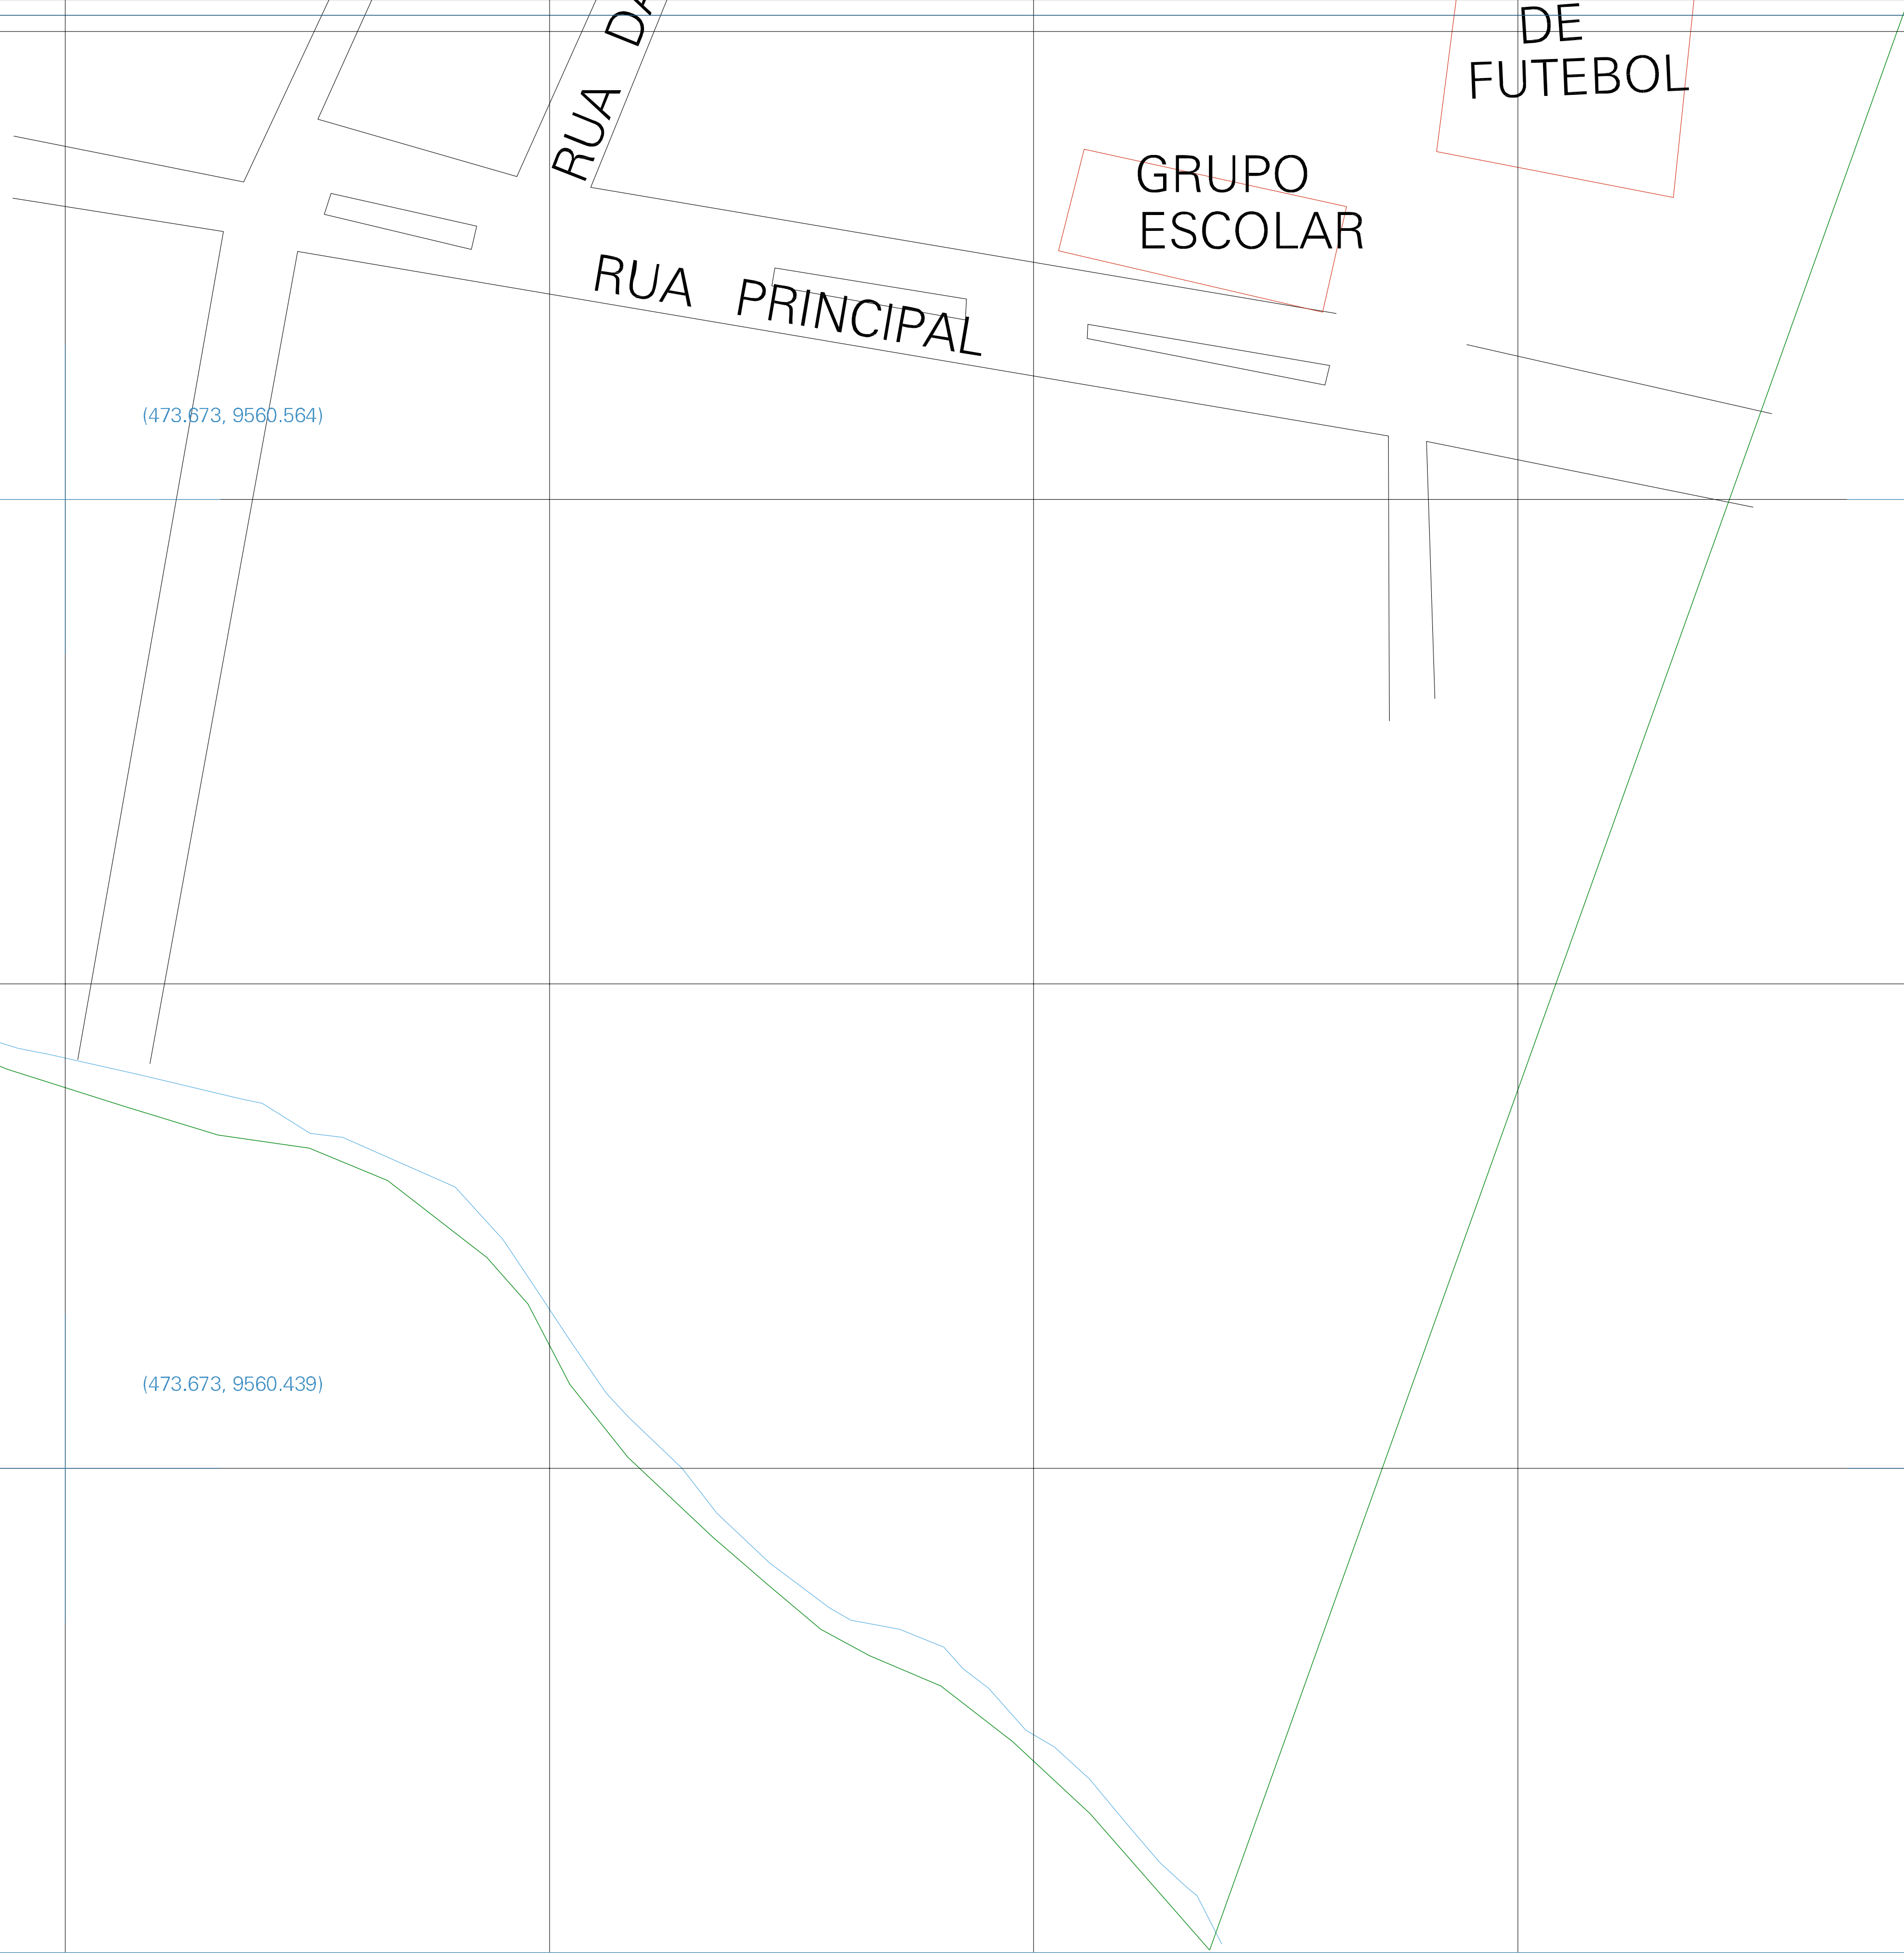 DE
FUTEBOL
RUA
GRUPO
ESCOLAR
RUA PRINCIPAL
(473.673, 9560.564)
(473.673, 9560.439)